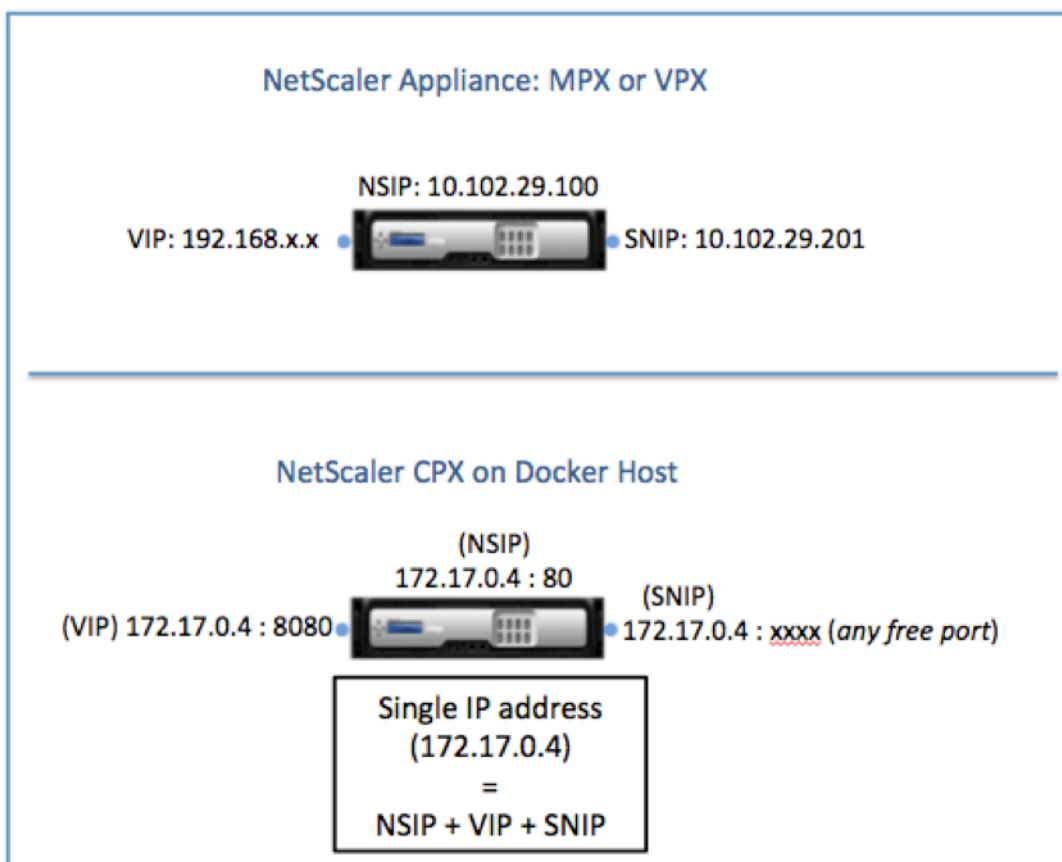 NetScaler Appliance: MPX or VPX
NSIP: 10.102.29.100
VIP: 192.168.x.x
SNIP: 10.102.29.201
NetScaler CPX on Docker Host
(NSIP)
172.17.0.4 : 80
(VIP) 172.17.0.4 : 8080
(SNIP)
172.17.0.4 : xxxx (any free port)
Single IP address
(172.17.0.4)
=
NSIP + VIP + SNIP